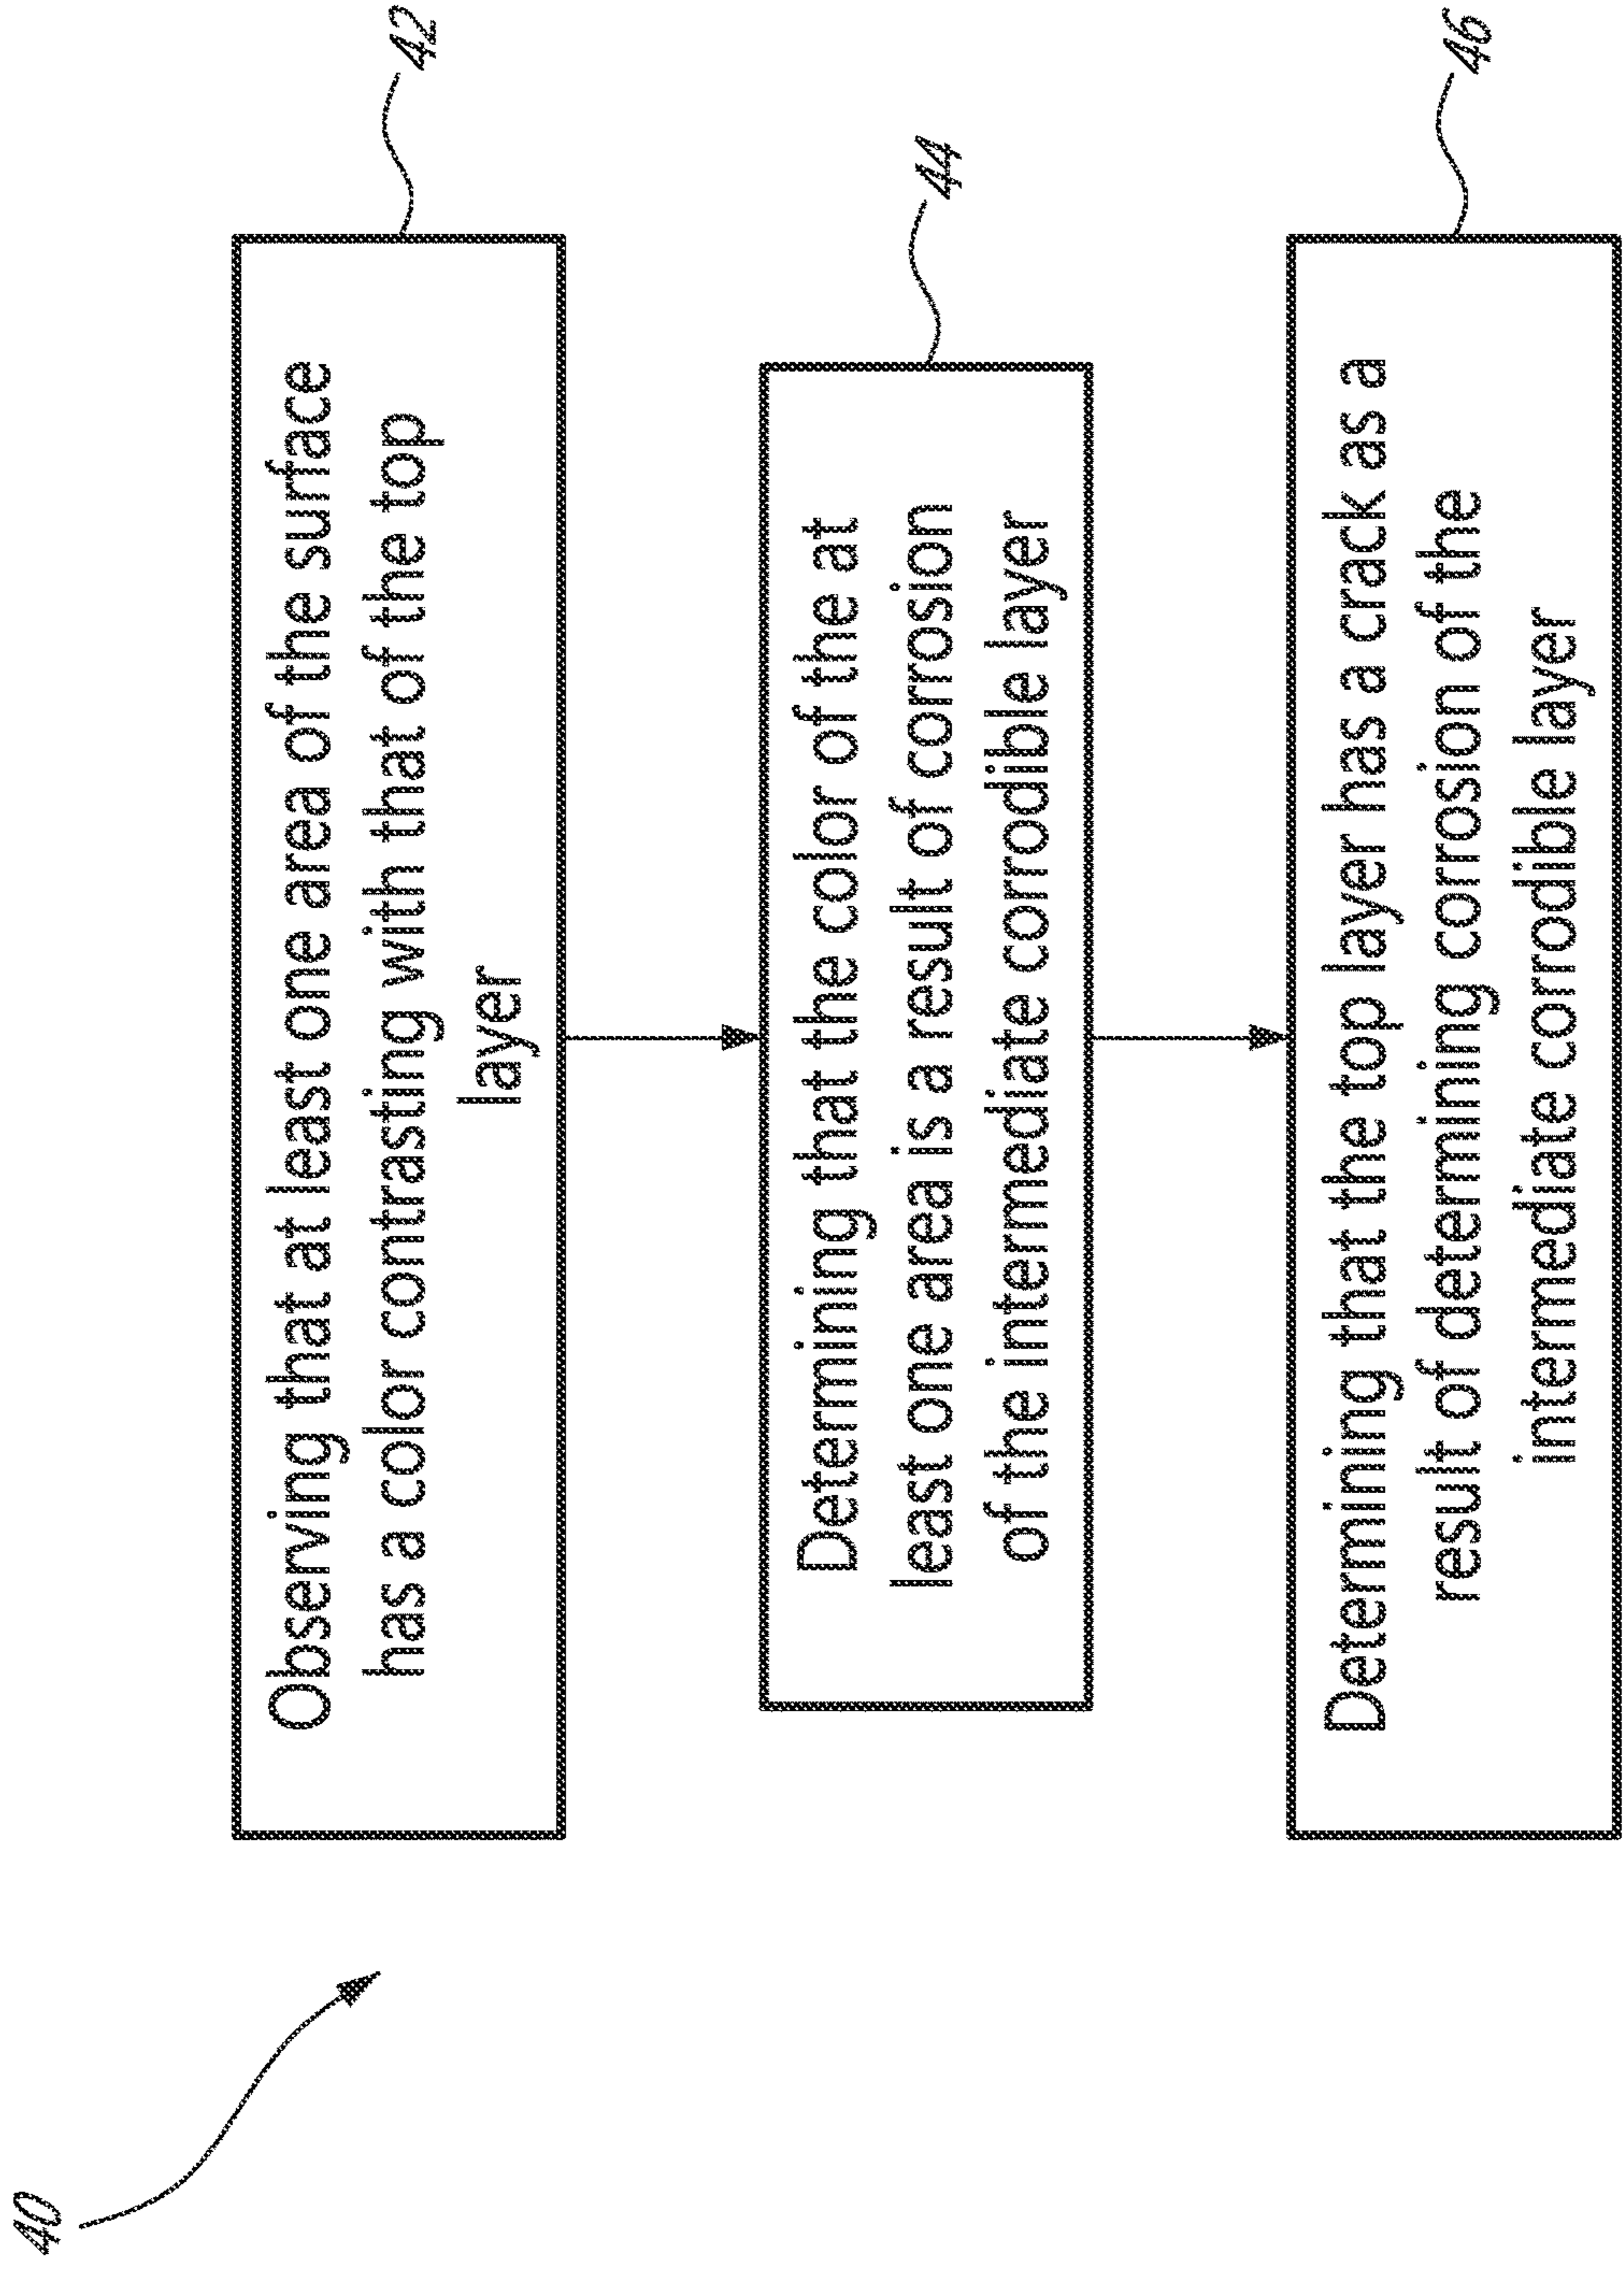 40
Observing that at least one area of the surface
has a color contrasting with that of the top
layer
42
Determining that the color of the at
least one area is a result of corrosion
of the intermediate corrodible layer
44
Determining that the top layer has a crack as a
result of determining corrosion of the
intermediate corrodible layer
46